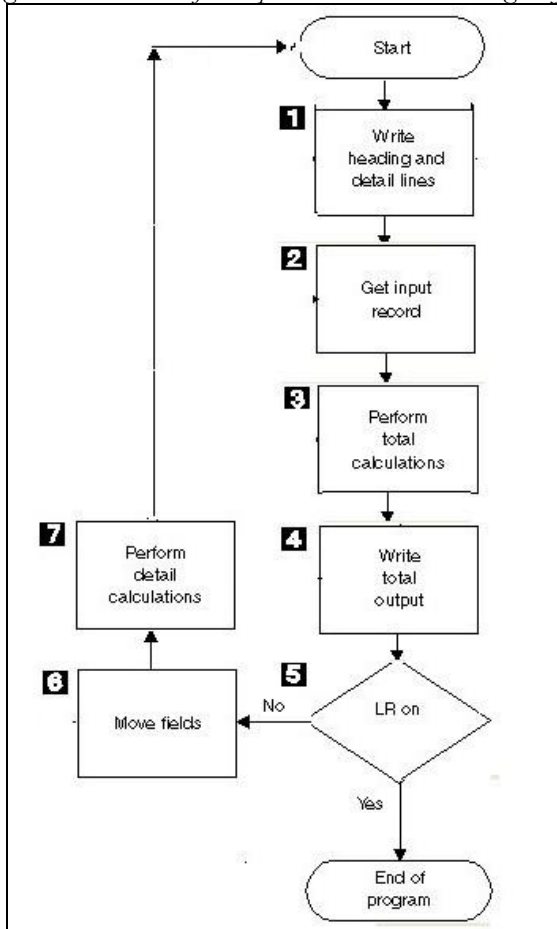 Start
1
Write
heading and
detail lines
2
Get input
record
3
Perform
total
calculations
4
Write
total
output
5
LR on
No
Yes
6
Move fields
7
Perform
detail
calculations
End of
program